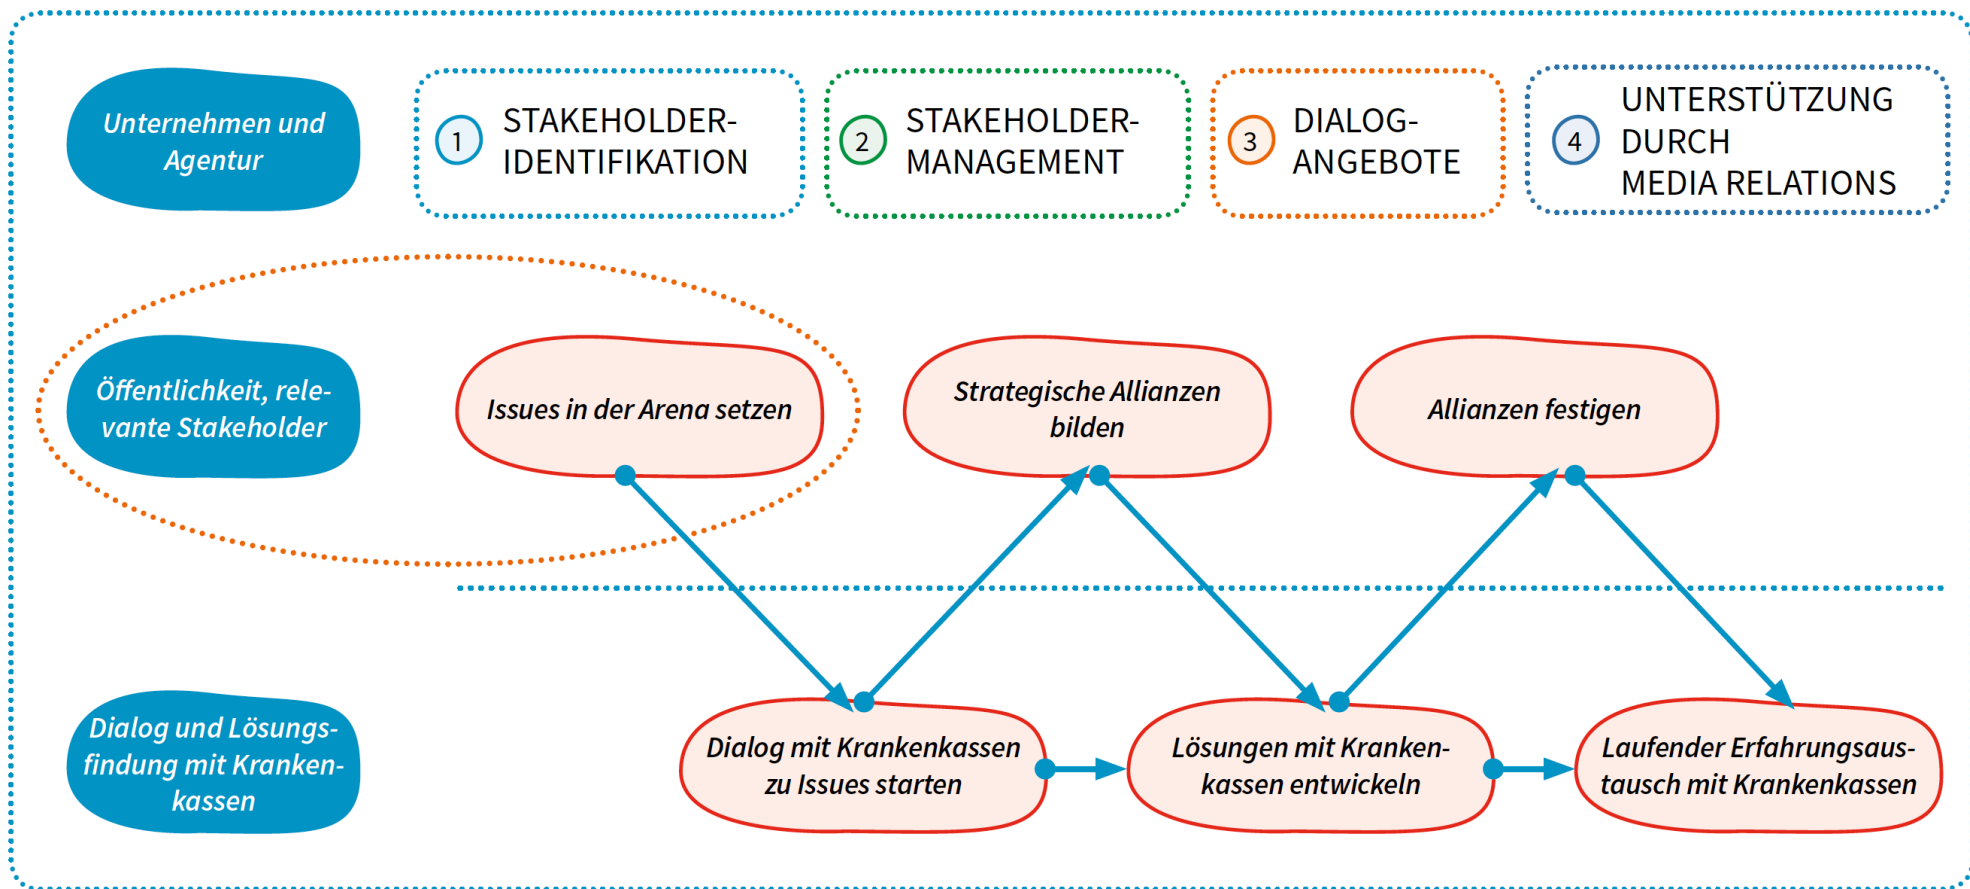 Unternehmen und
Agentur
1
STAKEHOLDER-
IDENTIFIKATION
2
STAKEHOLDER-
MANAGEMENT
3
DIALOG-
ANGEBOTE
4
UNTERSTÜTZUNG
DURCH
MEDIA RELATIONS
Öffentlichkeit, rele-
vante Stakeholder
Issues in der Arena setzen
Strategische Allianzen
bilden
Allianzen festigen
Dialog und Lösungs-
findung mit Kranken-
kassen
Dialog mit Krankenkassen
zu Issues starten
Lösungen mit Kranken-
kassen entwickeln
Laufender Erfahrungsaus-
tausch mit Krankenkassen